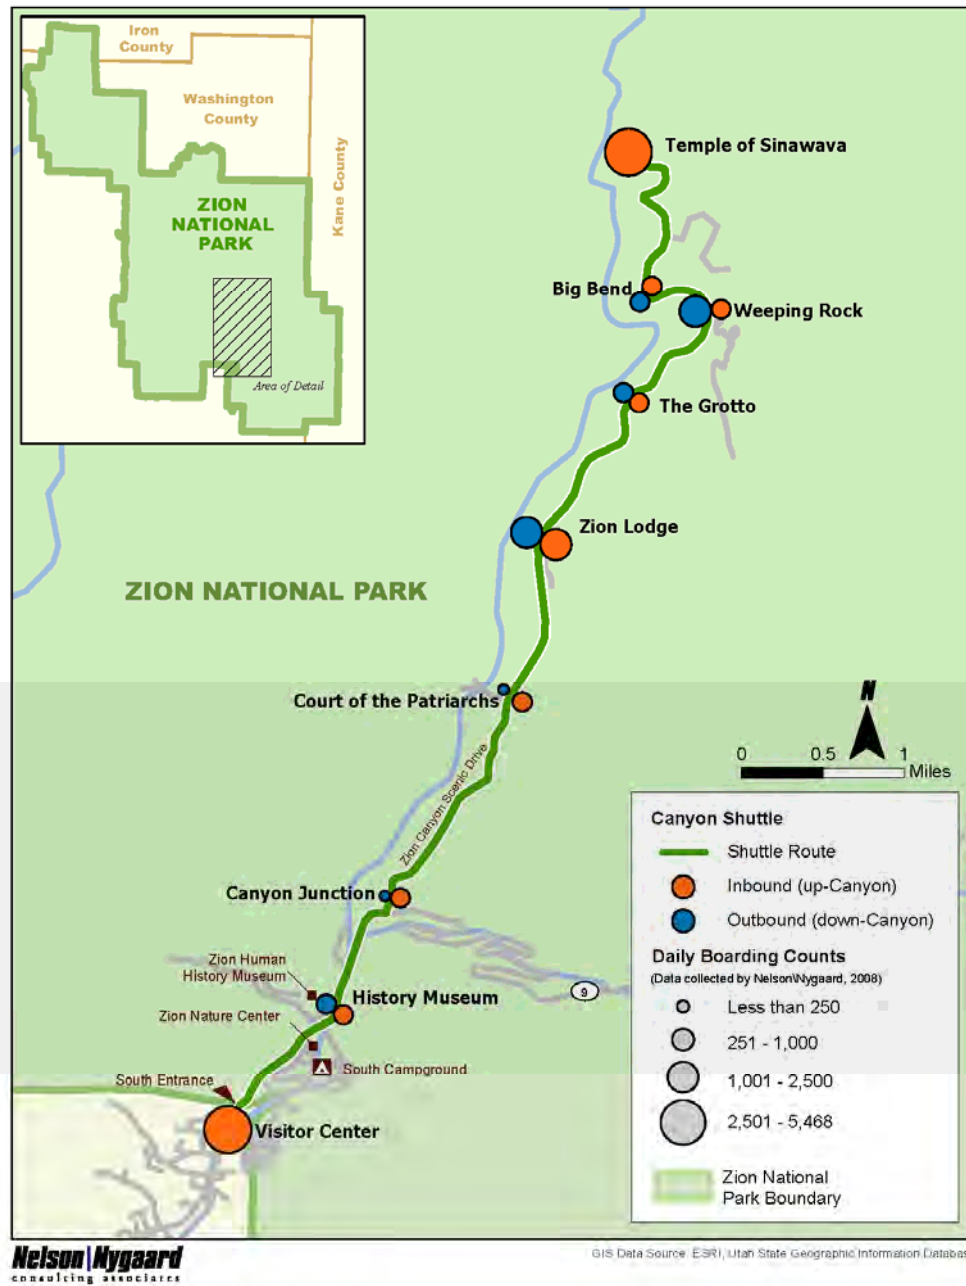 Iron
County
Washington
County
Kane County
ZION
NATIONAL
PARK
Area of Detail
Temple of Sinawava
Big Bend
Weeping Rock
The Grotto
Zion Lodge
ZION NATIONAL PARK
Court of the Patriarchs
Zion Canyon Scenic Drive
Canyon Junction
Zion Human
History Museum
History Museum
9
Zion Nature Center
South Campground
South Entrance
Visitor Center
N
0 0.5 1
Miles
Canyon Shuttle
Shuttle Route
Inbound (up-Canyon)
Outbound (down-Canyon)
Daily Boarding Counts
(Data collected by Nelson\Nygaard, 2008)
Less than 250
251 - 1,000
1,001 - 2,500
2,501 - 5,468
Zion National
Park Boundary
Nelson|Nygaard
consulting associates
GIS Data Source: ESRI, Utah State Geographic Information Databas